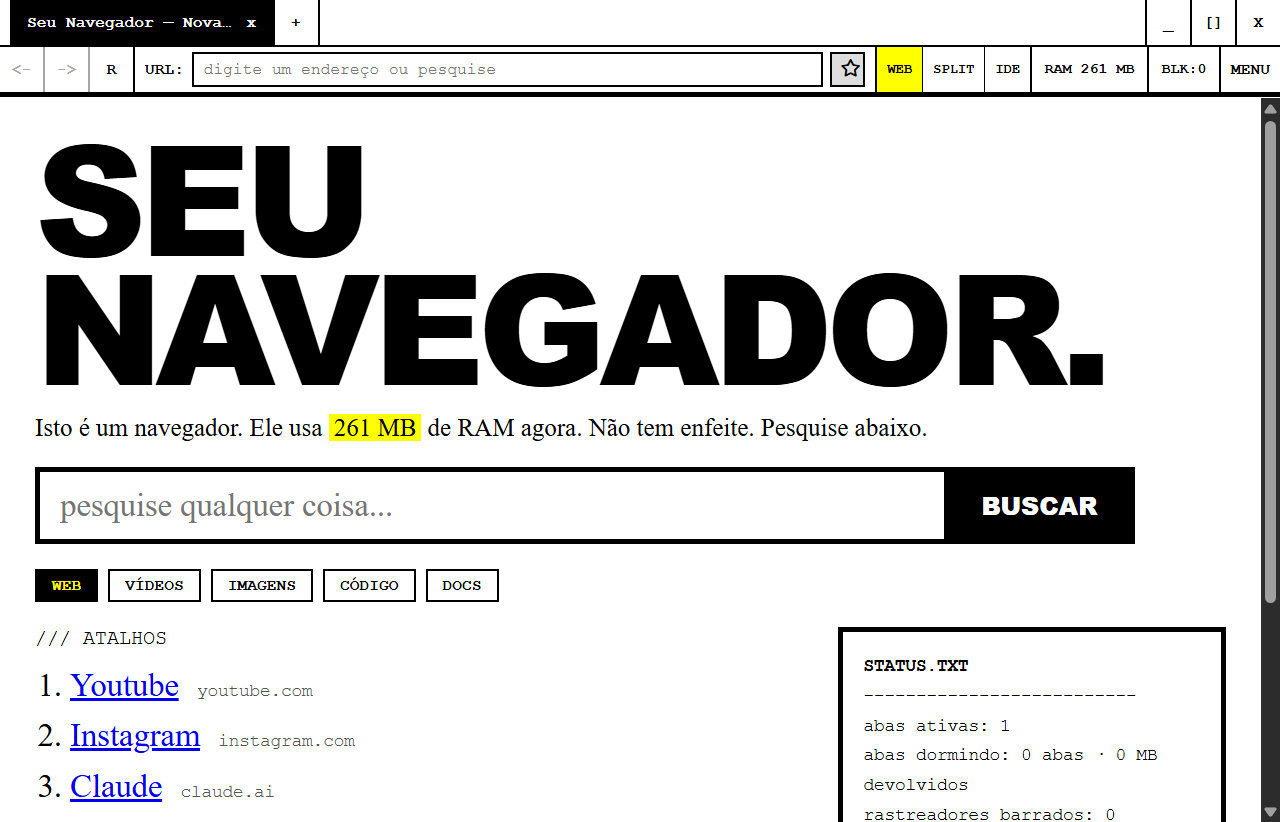 Seu Navegador — Nova… x +
_ [] X
<- -> R URL: digite um endereço ou pesquise WEB SPLIT IDE RAM 261 MB BLK:0 MENU
SEU
NAVEGADOR.
Isto é um navegador. Ele usa 261 MB de RAM agora. Não tem enfeite. Pesquise abaixo.
pesquise qualquer coisa... BUSCAR
WEB VÍDEOS IMAGENS CÓDIGO DOCS
/// ATALHOS
1. Youtube youtube.com
2. Instagram instagram.com
3. Claude claude.ai
STATUS.TXT
--------------------------
abas ativas: 1
abas dormindo: 0 abas · 0 MB
devolvidos
rastreadores barrados: 0